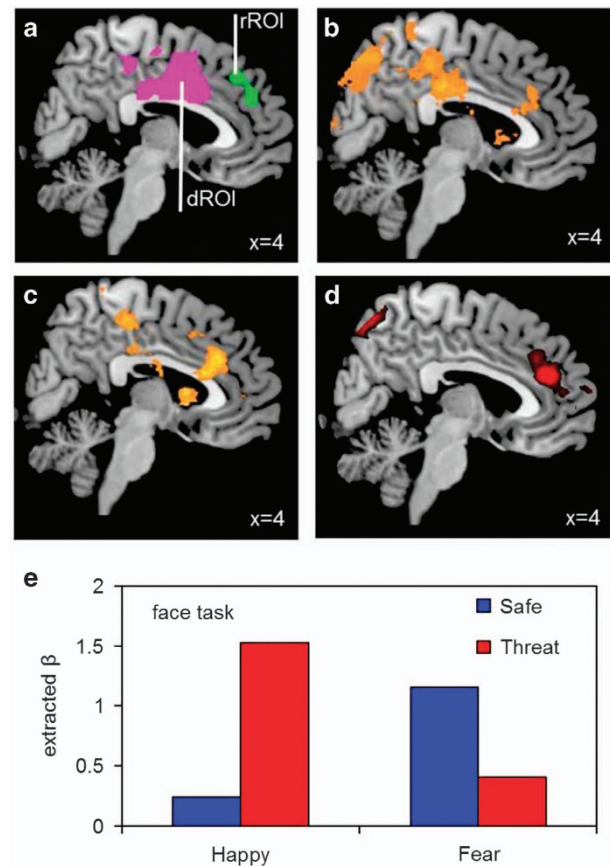 a
rROI
dROI
x=4
b
x=4
c
x=4
d
x=4
e
2
1.5
1
0.5
0
extracted β
face task
Safe
Threat
Happy
Fear